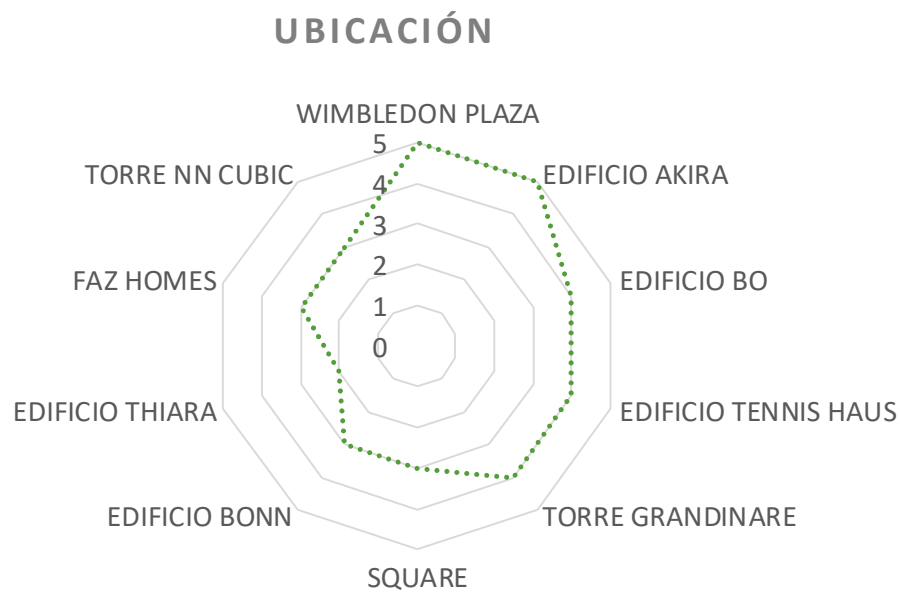 UBICACIÓN
WIMBLEDON PLAZA
EDIFICIO AKIRA
EDIFICIO BO
EDIFICIO TENNIS HAUS
TORRE GRANDINARE
SQUARE
EDIFICIO BONN
EDIFICIO THIARA
FAZ HOMES
TORRE NN CUBIC
5
4
3
2
1
0